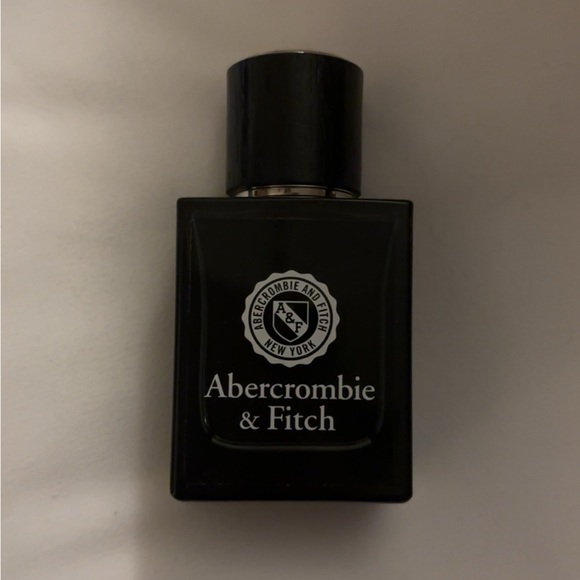 ABERCROMBIE AND FITCH
A&F
NEW YORK
Abercrombie
& Fitch